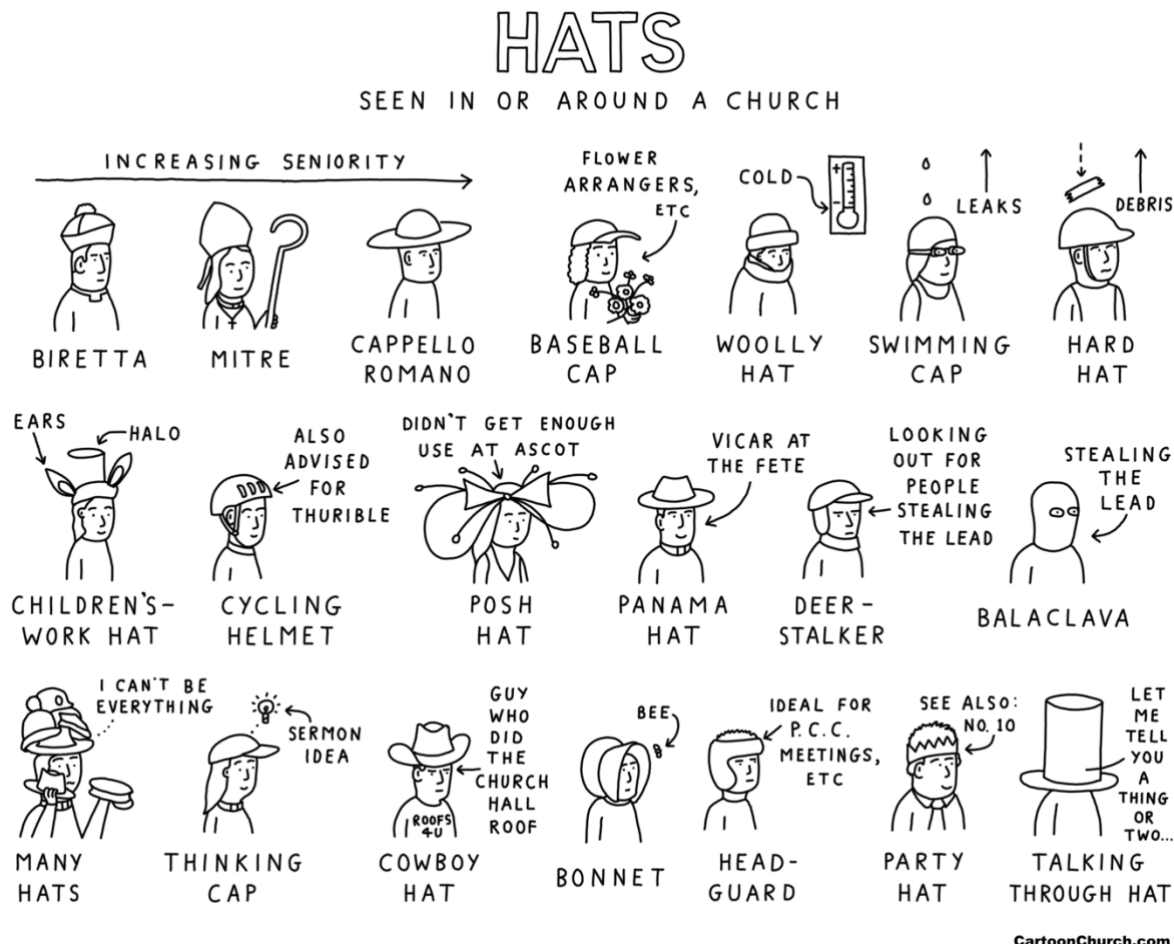 HATS
SEEN IN OR AROUND A CHURCH
INCREASING SENIORITY
BIRETTA
MITRE
CAPPELLO
ROMANO
FLOWER
ARRANGERS,
ETC
BASEBALL
CAP
COLD
+
-
WOOLLY
HAT
LEAKS
SWIMMING
CAP
DEBRIS
HARD
HAT
EARS
HALO
CHILDREN'S-
WORK HAT
ALSO
ADVISED
FOR
THURIBLE
CYCLING
HELMET
DIDN'T GET ENOUGH
USE AT ASCOT
POSH
HAT
VICAR AT
THE FETE
PANAMA
HAT
LOOKING
OUT FOR
PEOPLE
STEALING
THE LEAD
DEER-
STALKER
STEALING
THE
LEAD
BALACLAVA
I CAN'T BE
EVERYTHING
MANY
HATS
SERMON
IDEA
THINKING
CAP
GUY
WHO
DID
THE
CHURCH
HALL
ROOF
ROOFS
4U
COWBOY
HAT
BEE
BONNET
IDEAL FOR
P.C.C.
MEETINGS,
ETC
HEAD-
GUARD
SEE ALSO:
NO. 10
PARTY
HAT
LET
ME
TELL
YOU
A
THING
OR
TWO...
TALKING
THROUGH HAT
CartoonChurch.com